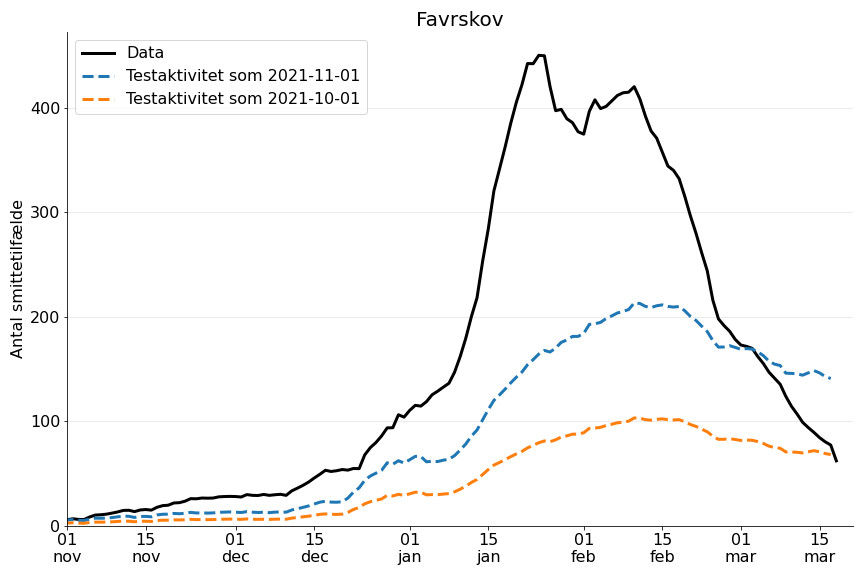 Favrskov
Data
Testaktivitet som 2021-11-01
Testaktivitet som 2021-10-01
Antal smittetilfælde
400
300
200
100
0
01 15 01 15 01 15 01 15 01 15
nov nov dec dec jan jan feb feb mar mar